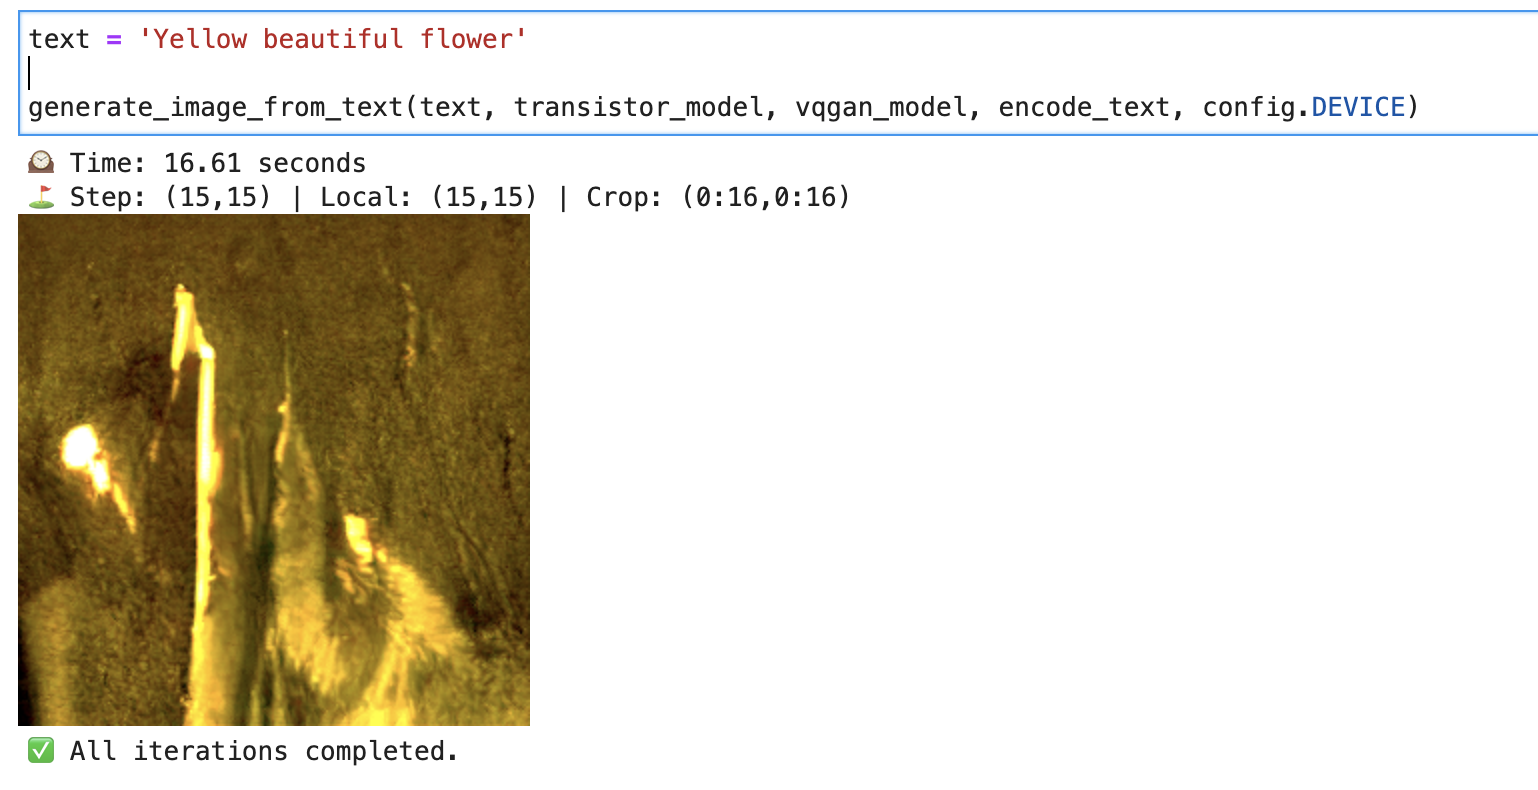 text = 'Yellow beautiful flower'
generate_image_from_text(text, transistor_model, vqgan_model, encode_text, config.DEVICE)
🕰️ Time: 16.61 seconds
⛳ Step: (15,15) | Local: (15,15) | Crop: (0:16,0:16)
✅ All iterations completed.